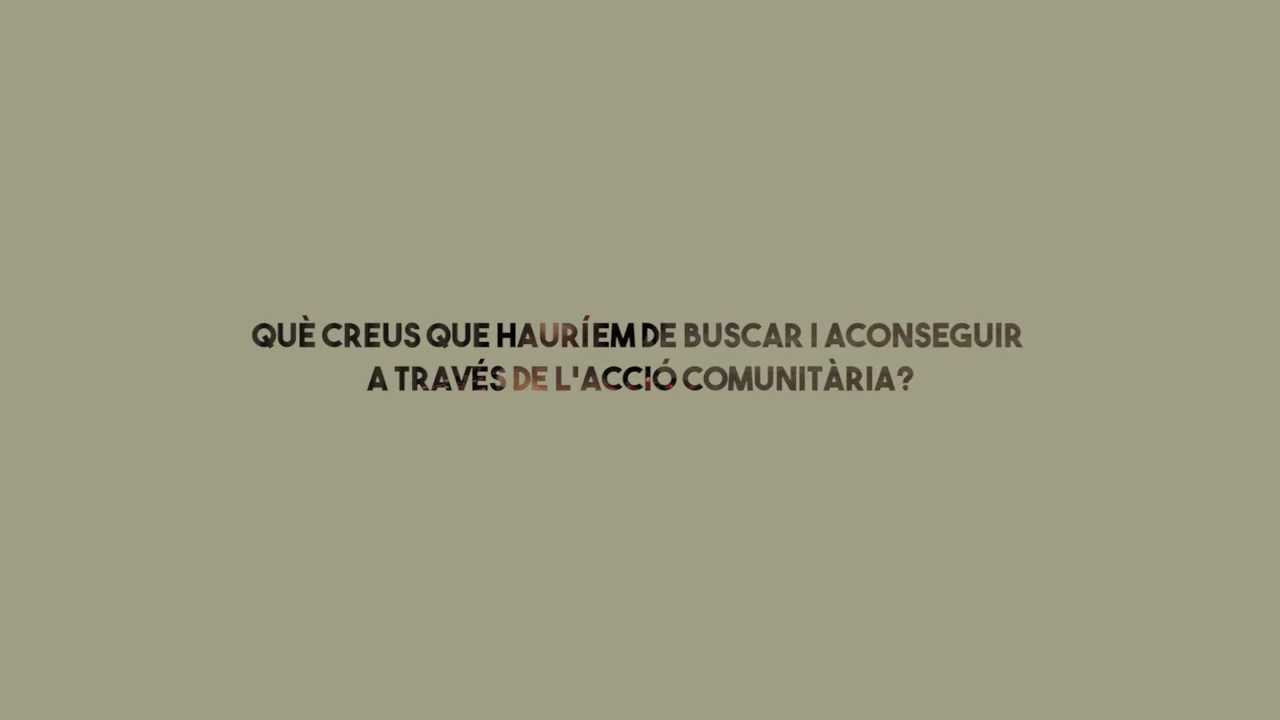 QUÈ CREUS QUE HAURÍEM DE BUSCAR I ACONSEGUIR
A TRAVÉS DE L'ACCIÓ COMUNITÀRIA?